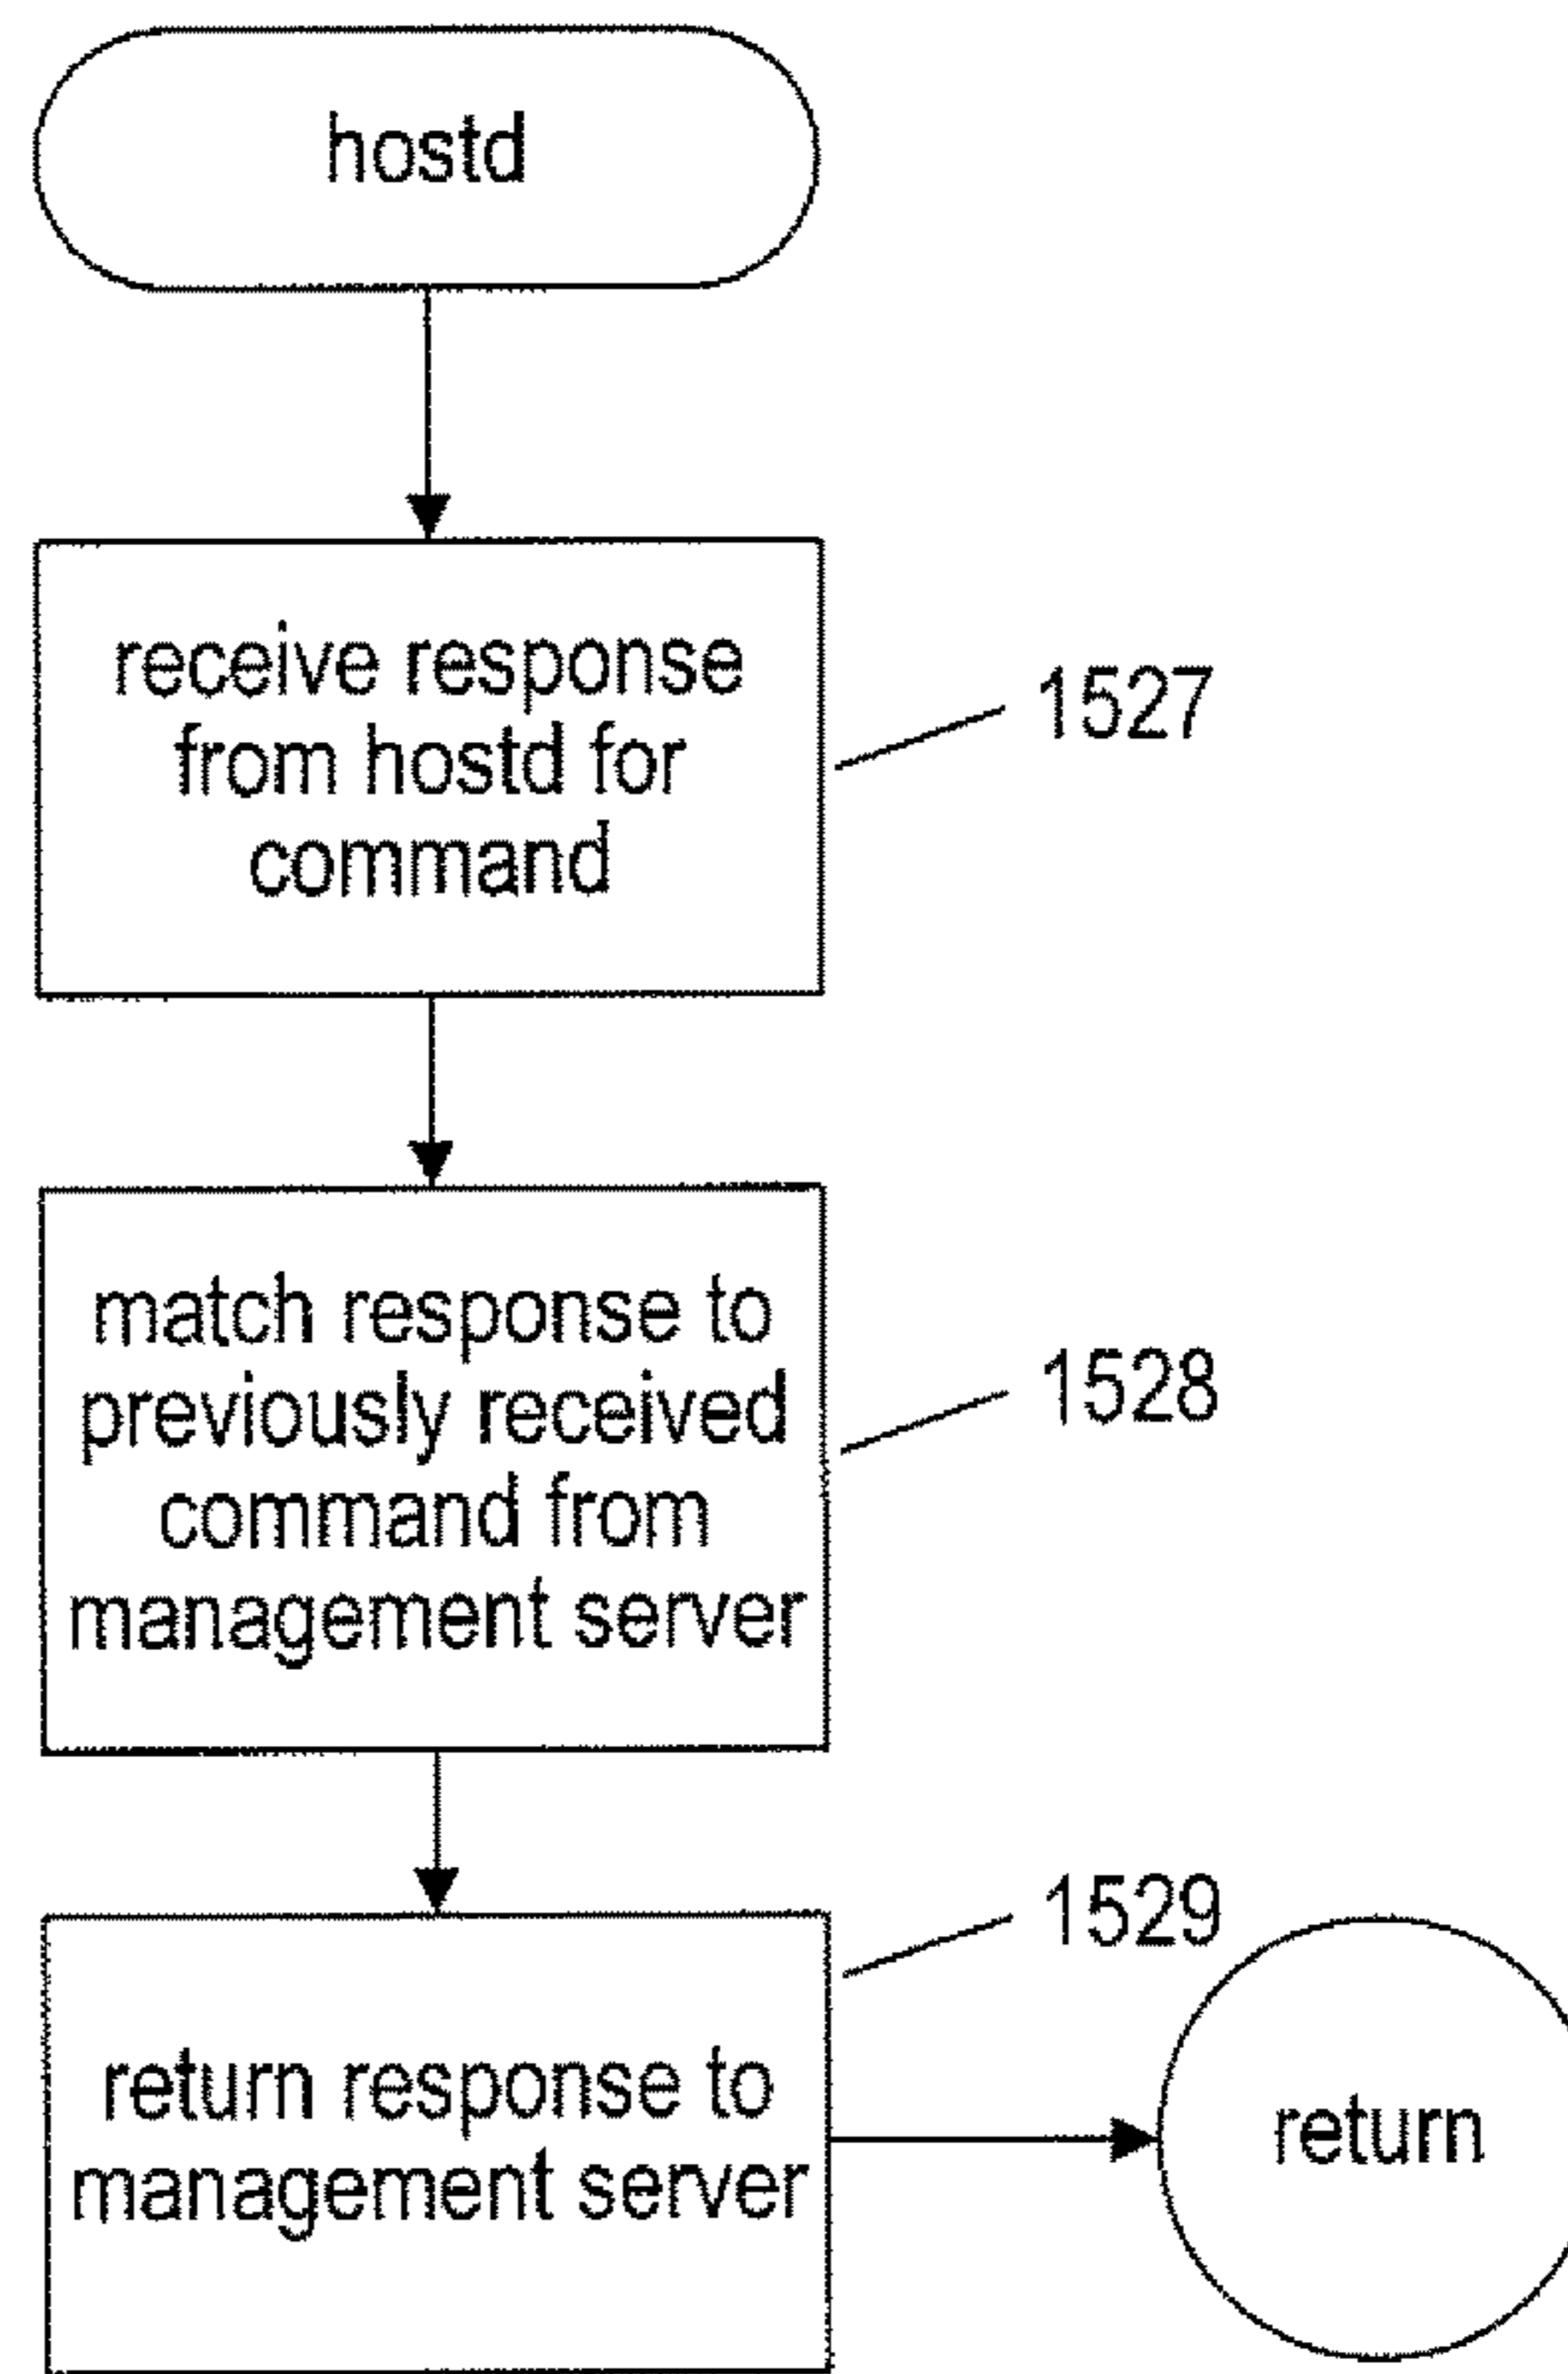 hostd
receive response
from hostd for
command
1527
match response to
previously received
command from
management server
1528
1529
return response to
management server
return